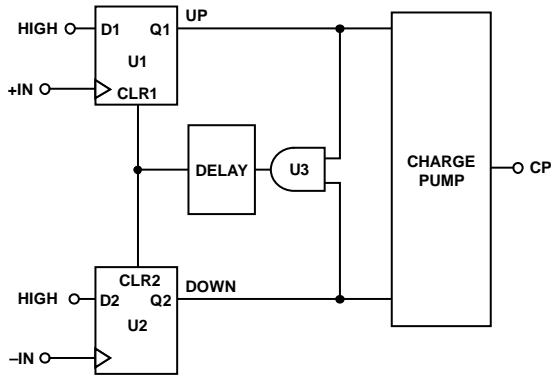 UP
HIGH
D1 Q1
U1
+IN
CLR1
DELAY
U3
CHARGE
PUMP
CP
CLR2
DOWN
HIGH
D2 Q2
U2
–IN